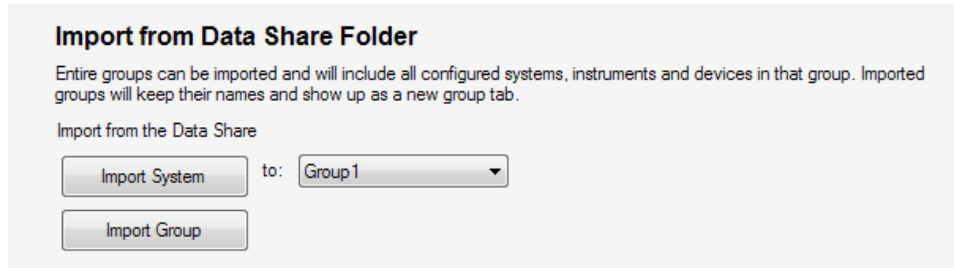 Import from Data Share Folder
Entire groups can be imported and will include all configured systems, instruments and devices in that group. Imported
groups will keep their names and show up as a new group tab.
Import from the Data Share
Import System to: Group1
Import Group